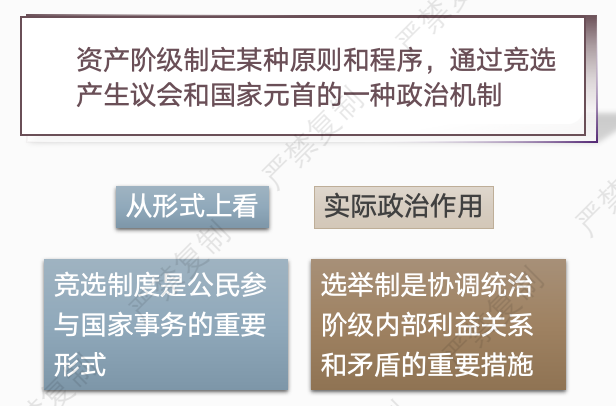 资产阶级制定某种原则和程序，通过竞选
产生议会和国家元首的一种政治机制
从形式上看
实际政治作用
竞选制度是公民参
与国家事务的重要
形式
选举制是协调统治
阶级内部利益关系
和矛盾的重要措施
严禁复制
严禁复制
严禁复制
严禁复制